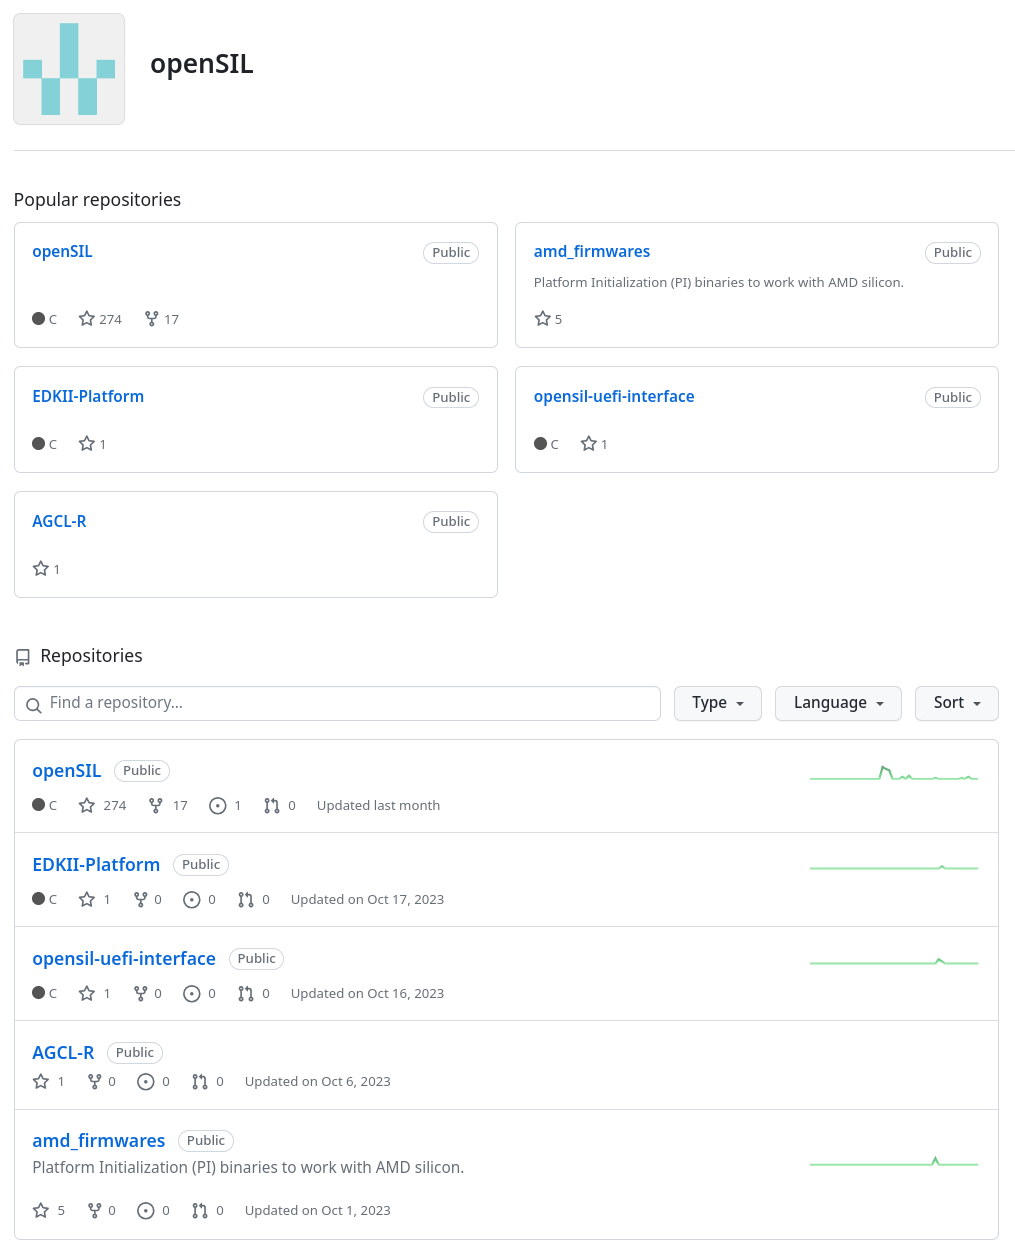 openSIL
Popular repositories
openSIL Public
C 274 17
amd_firmwares Public
Platform Initialization (PI) binaries to work with AMD silicon.
5
EDKII-Platform Public
C 1
opensil-uefi-interface Public
C 1
AGCL-R Public
1
Repositories
Find a repository... Type Language Sort
openSIL Public
C 274 17 1 0 Updated last month
EDKII-Platform Public
C 1 0 0 0 Updated on Oct 17, 2023
opensil-uefi-interface Public
C 1 0 0 0 Updated on Oct 16, 2023
AGCL-R Public
1 0 0 0 Updated on Oct 6, 2023
amd_firmwares Public
Platform Initialization (PI) binaries to work with AMD silicon.
5 0 0 0 Updated on Oct 1, 2023